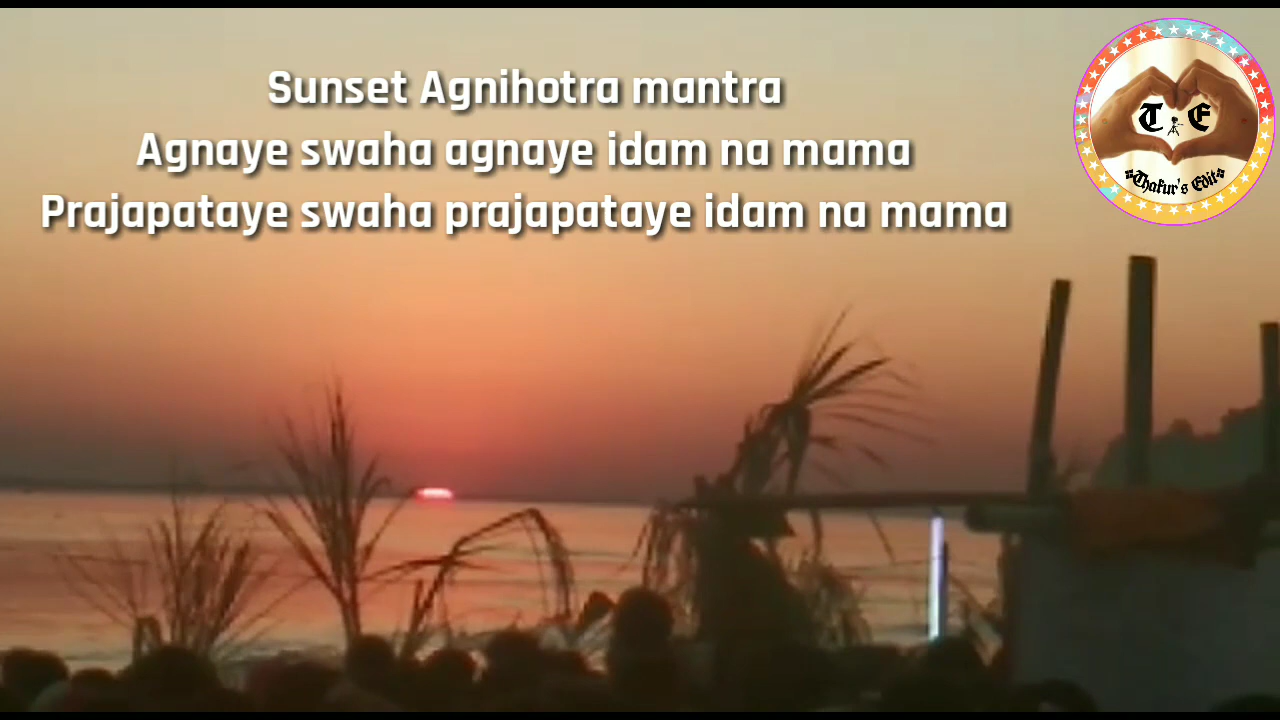 Sunset Agnihotra mantra
Agnaye swaha agnaye idam na mama
Prajapataye swaha prajapataye idam na mama
T E
Thakur's Edit